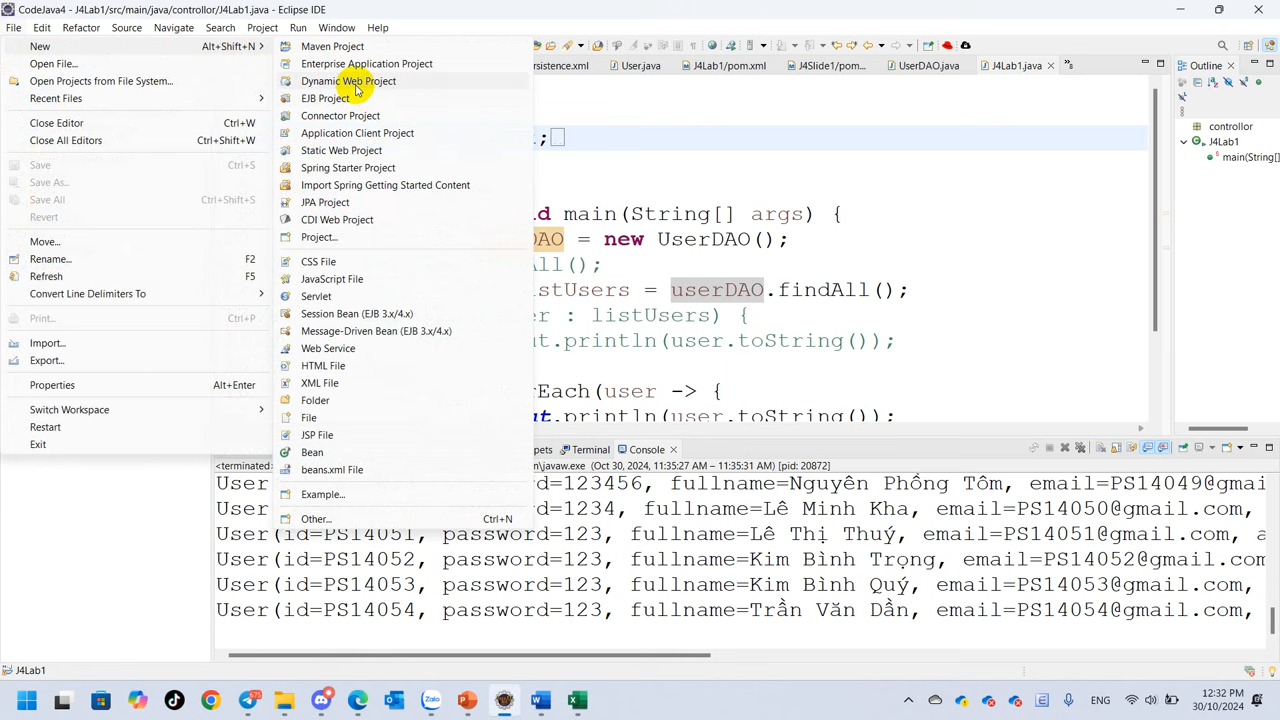 CodeJava4 - J4Lab1/src/main/java/controllor/J4Lab1.java - Eclipse IDE
File Edit Refactor Source Navigate Search Project Run Window Help
New Alt+Shift+N
Open File...
Open Projects from File System...
Recent Files
Close Editor Ctrl+W
Close All Editors Ctrl+Shift+W
Save Ctrl+S
Save As...
Save All Ctrl+Shift+S
Revert
Move...
Rename... F2
Refresh F5
Convert Line Delimiters To
Print... Ctrl+P
Import...
Export...
Properties Alt+Enter
Switch Workspace
Restart
Exit
Maven Project
Enterprise Application Project
Dynamic Web Project
EJB Project
Connector Project
Application Client Project
Static Web Project
Spring Starter Project
Import Spring Getting Started Content
JPA Project
CDI Web Project
Project...
CSS File
JavaScript File
Servlet
Session Bean (EJB 3.x/4.x)
Message-Driven Bean (EJB 3.x/4.x)
Web Service
HTML File
XML File
Folder
File
JSP File
Bean
beans.xml File
Example...
Other... Ctrl+N
rsistence.xml User.java J4Lab1/pom.xml J4Slide1/pom... UserDAO.java J4Lab1.java
;
ld main(String[] args) {
DAO = new UserDAO();
All();
stUsers = userDAO.findAll();
er : listUsers) {
ut.println(user.toString());
orEach(user -> {
ut.println(user.toString());
Outline
controllor
J4Lab1
main(String[]
ppets Terminal Console
<terminated> n\javaw.exe (Oct 30, 2024, 11:35:27 AM – 11:35:31 AM) [pid: 20872]
User ord=123456, fullname=Nguyên Phồng Tôm, email=PS14049@gmai
User ord=1234, fullname=Lê Minh Kha, email=PS14050@gmail.com,
User(id=PS14051, password=123, fullname=Lê Thị Thuý, email=PS14051@gmail.com, a
User(id=PS14052, password=123, fullname=Kim Bình Trọng, email=PS14052@gmail.com
User(id=PS14053, password=123, fullname=Kim Bình Quý, email=PS14053@gmail.com,
User(id=PS14054, password=123, fullname=Trần Văn Dần, email=PS14054@gmail.com,
J4Lab1
Zalo
ENG
12:32 PM
30/10/2024